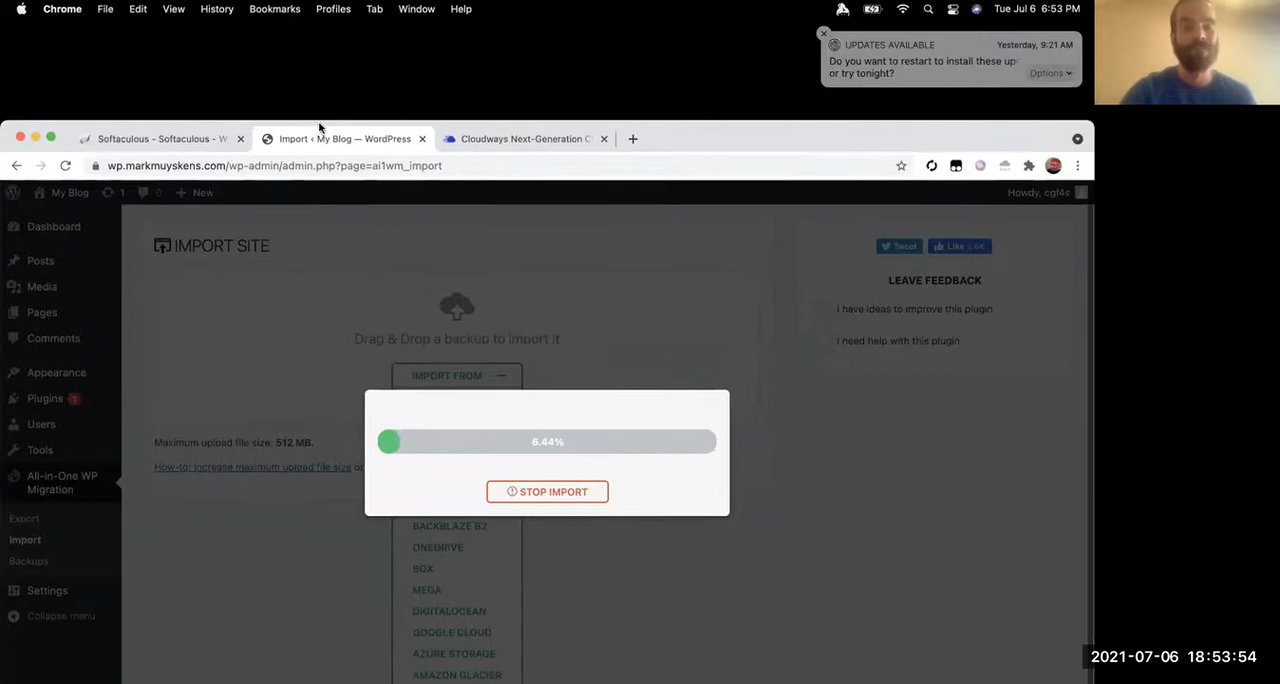 Chrome File Edit View History Bookmarks Profiles Tab Window Help
Tue Jul 6 6:53 PM
UPDATES AVAILABLE Yesterday, 9:21 AM
Do you want to restart to install these up
or try tonight?
Options
Softaculous - Softaculous - W
Import ‹ My Blog — WordPress
Cloudways Next-Generation C
wp.markmuyskens.com/wp-admin/admin.php?page=ai1wm_import
My Blog 1 0 + New
Howdy, cgf4s
Dashboard
Posts
Media
Pages
Comments
Appearance
Plugins 1
Users
Tools
All-in-One WP
Migration
Export
Import
Backups
Settings
Collapse menu
IMPORT SITE
Drag & Drop a backup to import it
IMPORT FROM
Maximum upload file size: 512 MB.
How-to: Increase maximum upload file size or
6.44%
STOP IMPORT
BACKBLAZE B2
ONEDRIVE
BOX
MEGA
DIGITALOCEAN
GOOGLE CLOUD
AZURE STORAGE
AMAZON GLACIER
Tweet
Like 2.6K
LEAVE FEEDBACK
I have ideas to improve this plugin
I need help with this plugin
2021-07-06 18:53:54